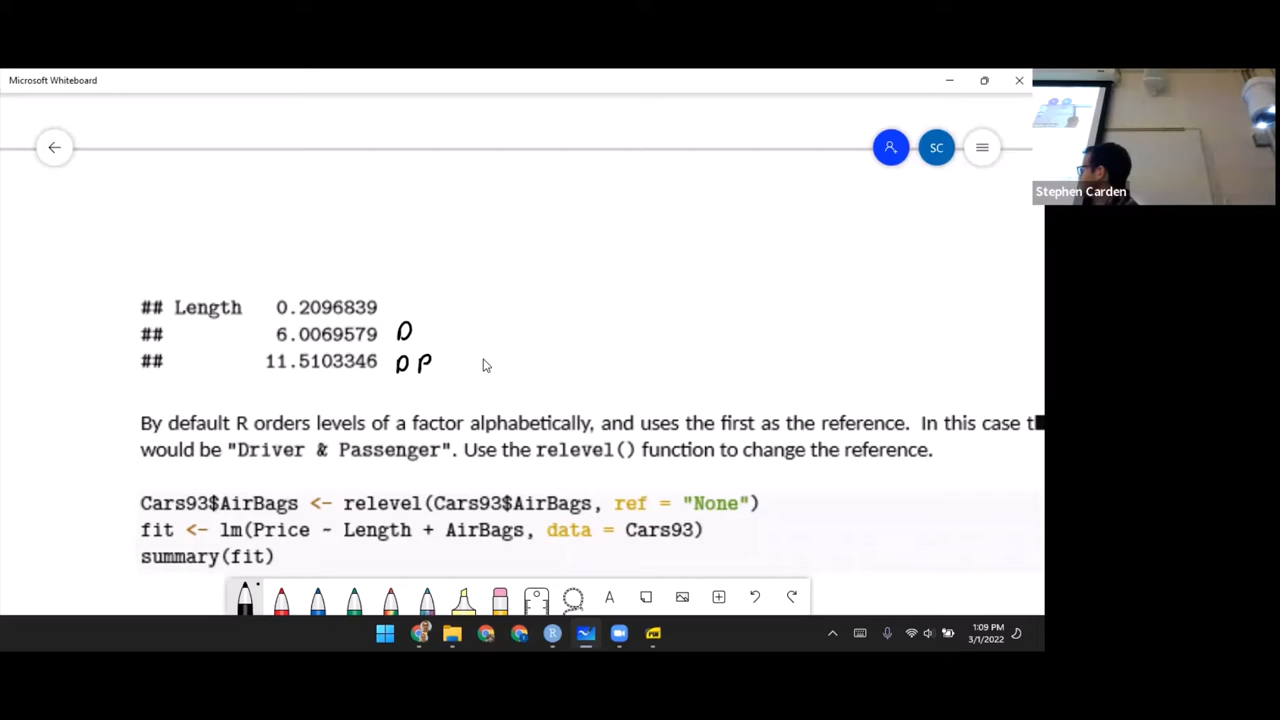 Microsoft Whiteboard
SC
Stephen Carden
## Length 0.2096839
## 6.0069579 D
## 11.5103346 DP
By default R orders levels of a factor alphabetically, and uses the first as the reference. In this case
would be "Driver & Passenger". Use the relevel() function to change the reference.
Cars93$AirBags <- relevel(Cars93$AirBags, ref = "None")
fit <- lm(Price ~ Length + AirBags, data = Cars93)
summary(fit)
A
1:09 PM
3/1/2022